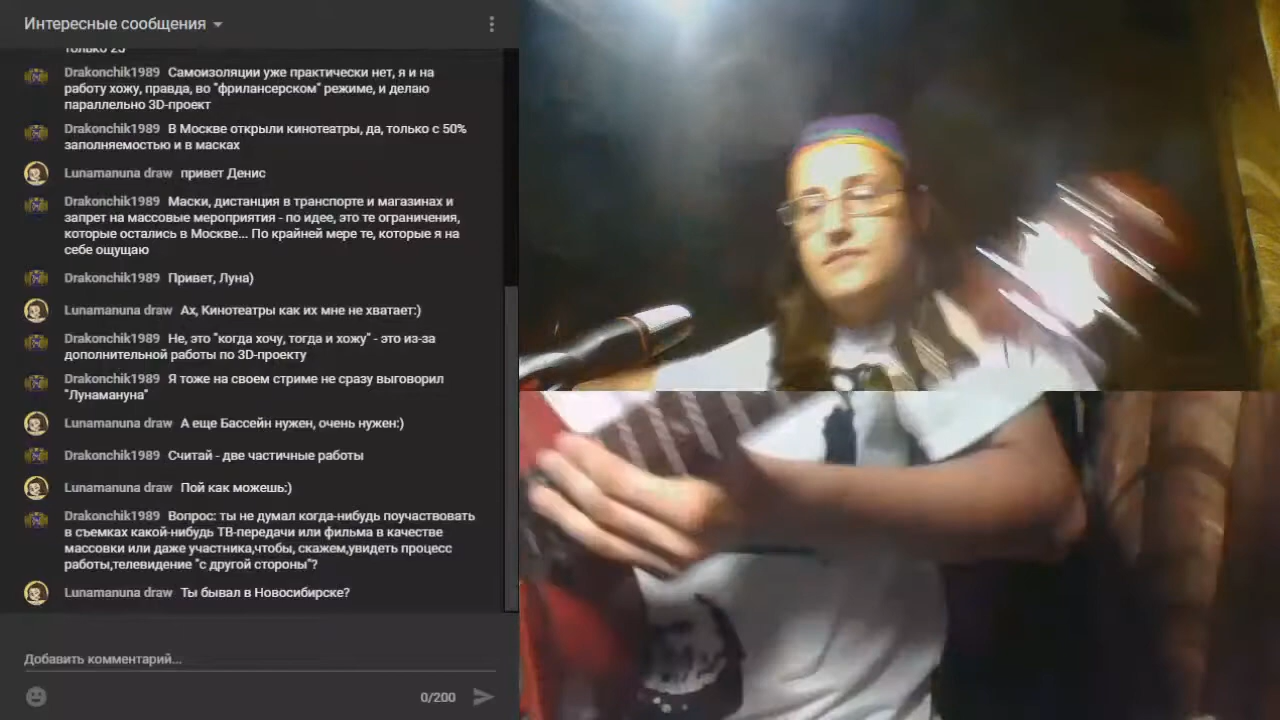 Интересные сообщения
только 25
Drakonchik1989 Самоизоляции уже практически нет, я и на
работу хожу, правда, во "фрилансерском" режиме, и делаю
параллельно 3D-проект
Drakonchik1989 В Москве открыли кинотеатры, да, только с 50%
заполняемостью и в масках
Lunamanuna draw привет Денис
Drakonchik1989 Маски, дистанция в транспорте и магазинах и
запрет на массовые мероприятия - по идее, это те ограничения,
которые остались в Москве... По крайней мере те, которые я на
себе ощущаю
Drakonchik1989 Привет, Луна)
Lunamanuna draw Ах, Кинотеатры как их мне не хватает:)
Drakonchik1989 Не, это "когда хочу, тогда и хожу" - это из-за
дополнительной работы по 3D-проекту
Drakonchik1989 Я тоже на своем стриме не сразу выговорил
"Лунамануна"
Lunamanuna draw А еще Бассейн нужен, очень нужен:)
Drakonchik1989 Считай - две частичные работы
Lunamanuna draw Пой как можешь:)
Drakonchik1989 Вопрос: ты не думал когда-нибудь поучаствовать
в съемках какой-нибудь ТВ-передачи или фильма в качестве
массовки или даже участника,чтобы, скажем,увидеть процесс
работы,телевидение "с другой стороны"?
Lunamanuna draw Ты бывал в Новосибирске?
Добавить комментарий...
0/200